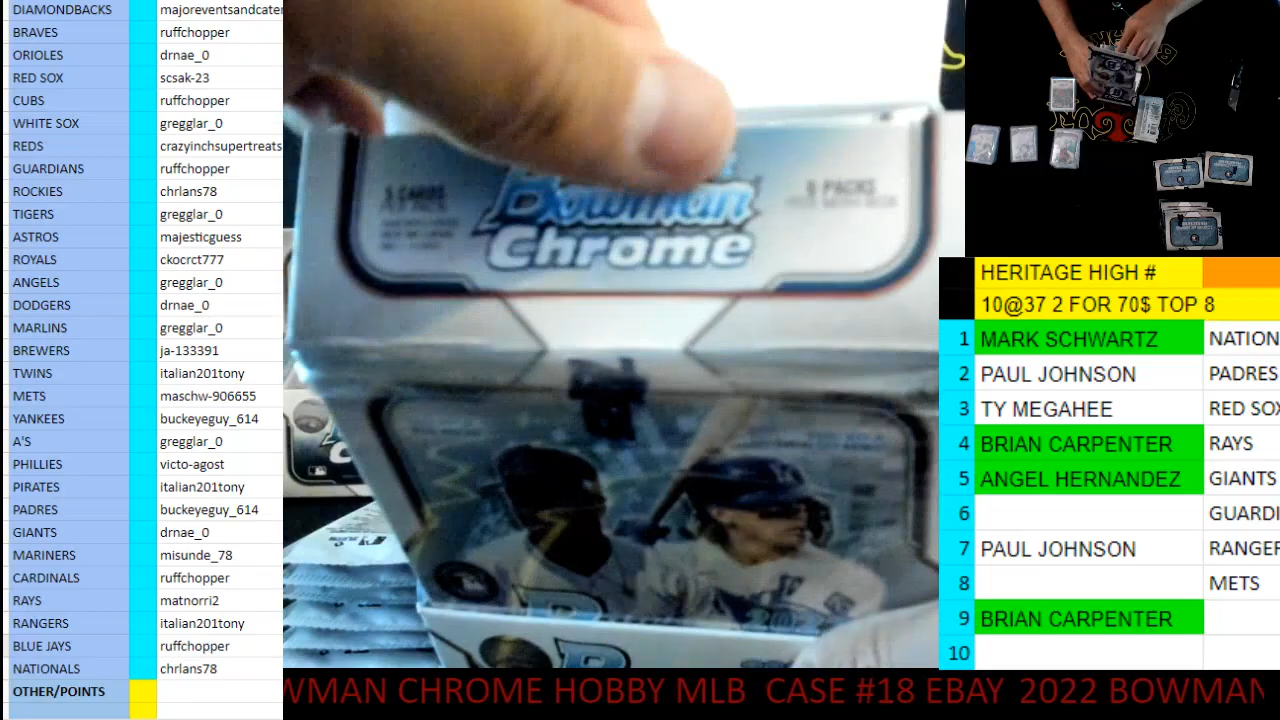 DIAMONDBACKS majoreventsandcater
BRAVES ruffchopper
ORIOLES drnae_0
RED SOX scsak-23
CUBS ruffchopper
WHITE SOX gregglar_0
REDS crazyinchsupertreats
GUARDIANS ruffchopper
ROCKIES chrlans78
TIGERS gregglar_0
ASTROS majesticguess
ROYALS ckocrct777
ANGELS gregglar_0
DODGERS drnae_0
MARLINS gregglar_0
BREWERS ja-133391
TWINS italian201tony
METS maschw-906655
YANKEES buckeyeguy_614
A'S gregglar_0
PHILLIES victo-agost
PIRATES italian201tony
PADRES buckeyeguy_614
GIANTS drnae_0
MARINERS misunde_78
CARDINALS ruffchopper
RAYS matnorri2
RANGERS italian201tony
BLUE JAYS ruffchopper
NATIONALS chrlans78
OTHER/POINTS
5 CARDS
Bowman
Chrome
PACKS
HERITAGE HIGH #
10@37 2 FOR 70$ TOP 8
1 MARK SCHWARTZ NATION
2 PAUL JOHNSON PADRES
3 TY MEGAHEE RED SOX
4 BRIAN CARPENTER RAYS
5 ANGEL HERNANDEZ GIANTS
6 GUARDI
7 PAUL JOHNSON RANGER
8 METS
9 BRIAN CARPENTER
10
WMAN CHROME HOBBY MLB CASE #18 EBAY 2022 BOWMAN